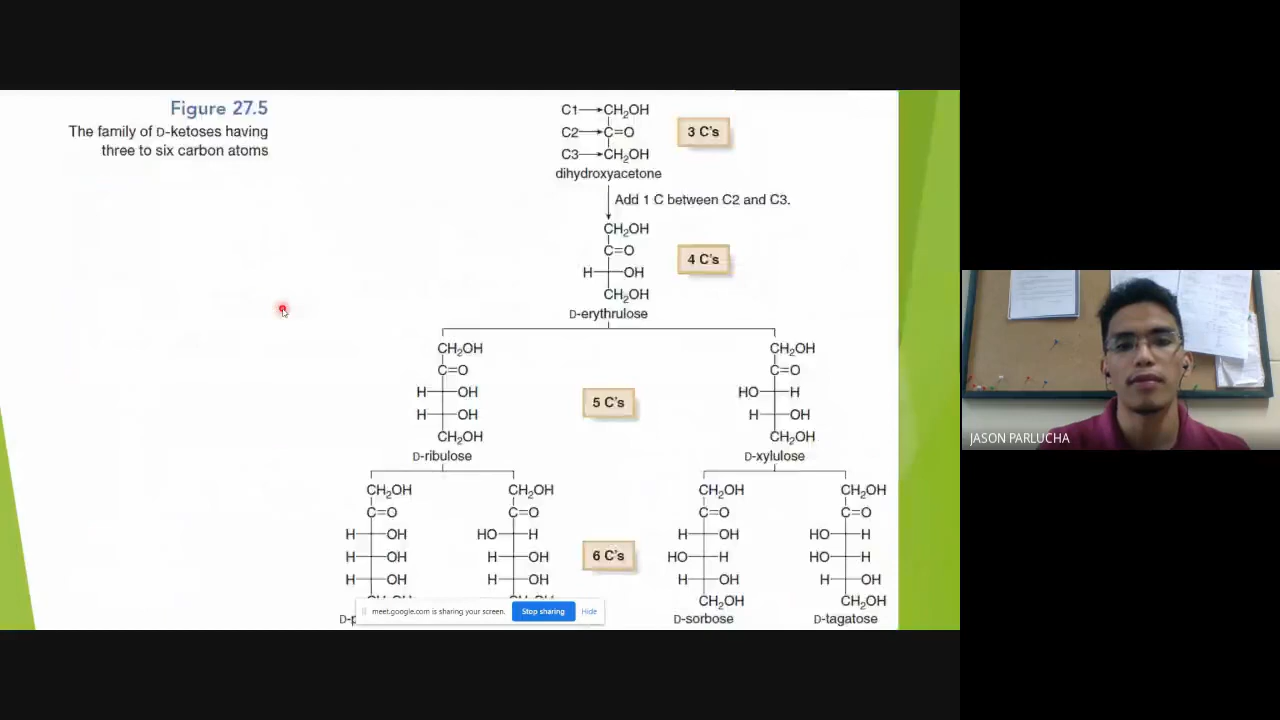 Figure 27.5
The family of D-ketoses having
three to six carbon atoms
C1 CH₂OH
C2 C=O
C3 CH₂OH
dihydroxyacetone
3 C's
Add 1 C between C2 and C3.
CH₂OH
C=O
H OH
CH₂OH
D-erythrulose
4 C's
CH₂OH
C=O
H OH
H OH
CH₂OH
D-ribulose
5 C's
CH₂OH
C=O
HO H
H OH
CH₂OH
D-xylulose
CH₂OH
C=O
H OH
H OH
H OH
D-p
CH₂OH
C=O
HO H
H OH
H OH
6 C's
CH₂OH
C=O
H OH
HO H
H OH
CH₂OH
D-sorbose
CH₂OH
C=O
HO H
HO H
H OH
CH₂OH
D-tagatose
meet.google.com is sharing your screen.
Stop sharing
Hide
JASON PARLUCHA